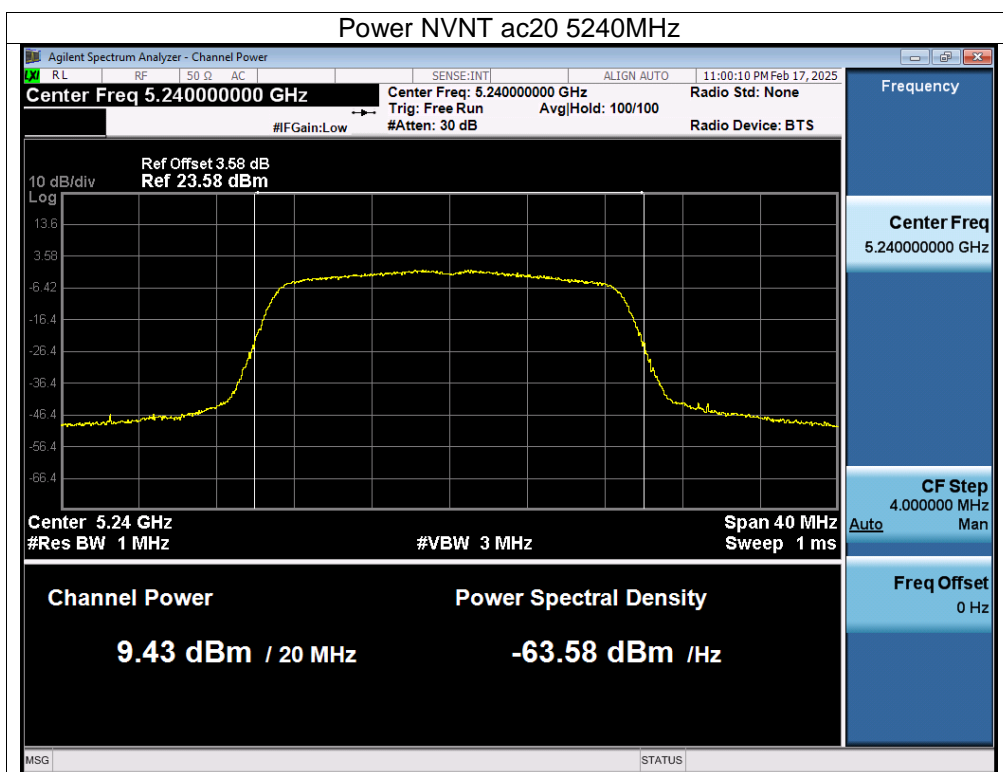 Power NVNT ac20 5240MHz
Agilent Spectrum Analyzer - Channel Power
LXI RL RF 50 Ω AC SENSE:INT ALIGN AUTO 11:00:10 PM Feb 17, 2025
Center Freq 5.240000000 GHz
Center Freq: 5.240000000 GHz
Radio Std: None
Trig: Free Run Avg|Hold: 100/100
#IFGain:Low #Atten: 30 dB Radio Device: BTS
Ref Offset 3.58 dB
10 dB/div Ref 23.58 dBm
Log
13.6
3.58
-6.42
-16.4
-26.4
-36.4
-46.4
-56.4
-66.4
Center 5.24 GHz Span 40 MHz
#Res BW 1 MHz #VBW 3 MHz Sweep 1 ms
Channel Power Power Spectral Density
9.43 dBm / 20 MHz -63.58 dBm /Hz
Frequency
Center Freq
5.240000000 GHz
CF Step
4.000000 MHz
Auto Man
Freq Offset
0 Hz
MSG STATUS